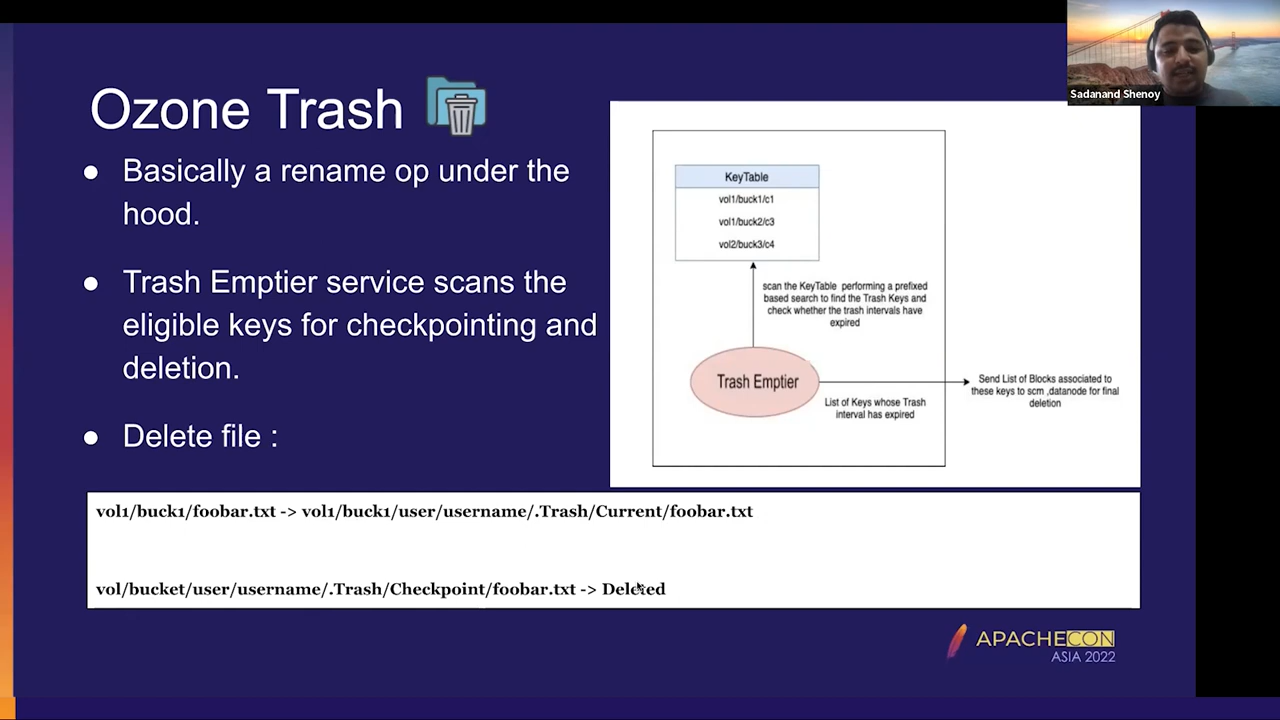 Sadanand Shenoy
Ozone Trash
● Basically a rename op under the
hood.
● Trash Emptier service scans the
eligible keys for checkpointing and
deletion.
● Delete file :
KeyTable
vol1/buck1/c1
vol1/buck2/c3
vol2/buck3/c4
scan the KeyTable performing a prefixed
based search to find the Trash Keys and
check whether the trash intervals have
expired
Trash Emptier
List of Keys whose Trash
interval has expired
Send List of Blocks associated to
these keys to scm ,datanode for final
deletion
vol1/buck1/foobar.txt -> vol1/buck1/user/username/.Trash/Current/foobar.txt
vol/bucket/user/username/.Trash/Checkpoint/foobar.txt -> Deleted
APACHECON
ASIA 2022